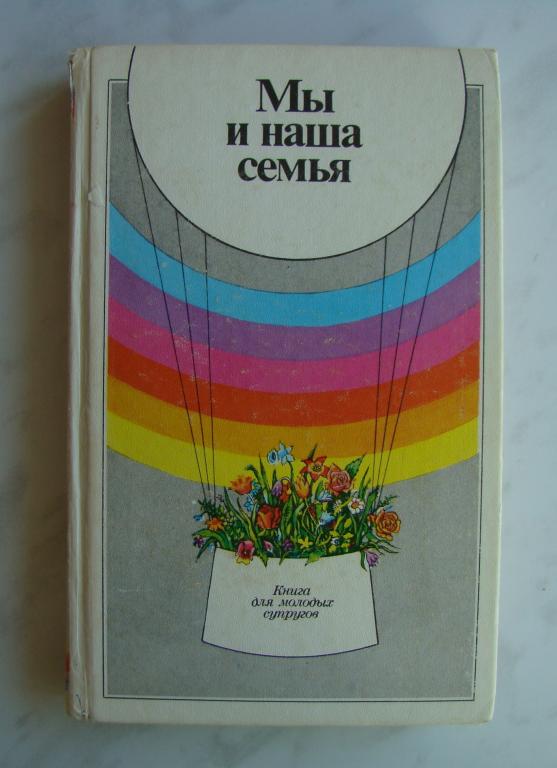 Мы
и наша
семья
Книга
для молодых
супругов